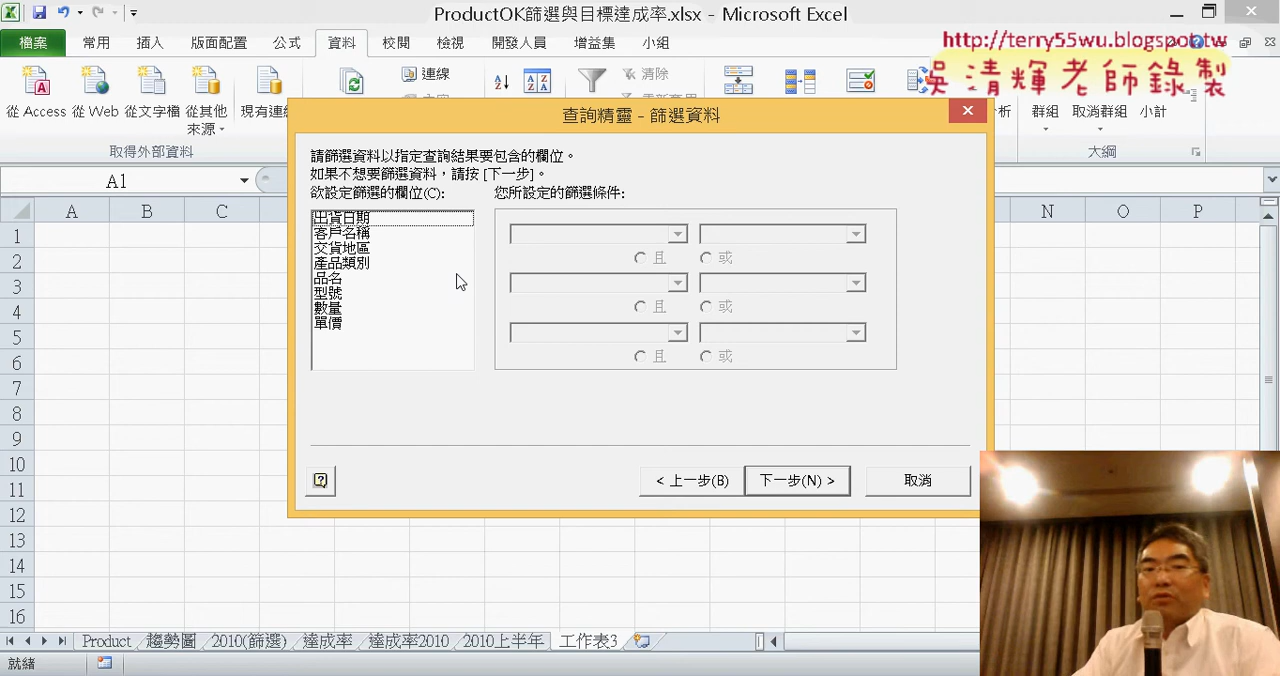 ProductOK篩選與目標達成率.xlsx - Microsoft Excel
檔案 常用 插入 版面配置 公式 資料 校閱 檢視 開發人員 增益集 小組
http://terry55wu.blogspot.tw
吳清輝老師錄製
從 Access 從 Web 從文字檔 從其他來源 現有連線
連線
清除
群組 取消群組 小計
取得外部資料
大綱
A1
查詢精靈 - 篩選資料
請篩選資料以指定查詢結果要包含的欄位。
如果不想要篩選資料，請按 [下一步]。
欲設定篩選的欄位(C): 您所設定的篩選條件:
出貨日期
客戶名稱
交貨地區
產品類別
品名
型號
數量
單價
且 或
且 或
且 或
< 上一步(B) 下一步(N) > 取消
A B C N O P
1
2
3
4
5
6
7
8
9
10
11
12
13
14
15
16
Product 趨勢圖 2010(篩選) 達成率 達成率2010 2010上半年 工作表3
就緒